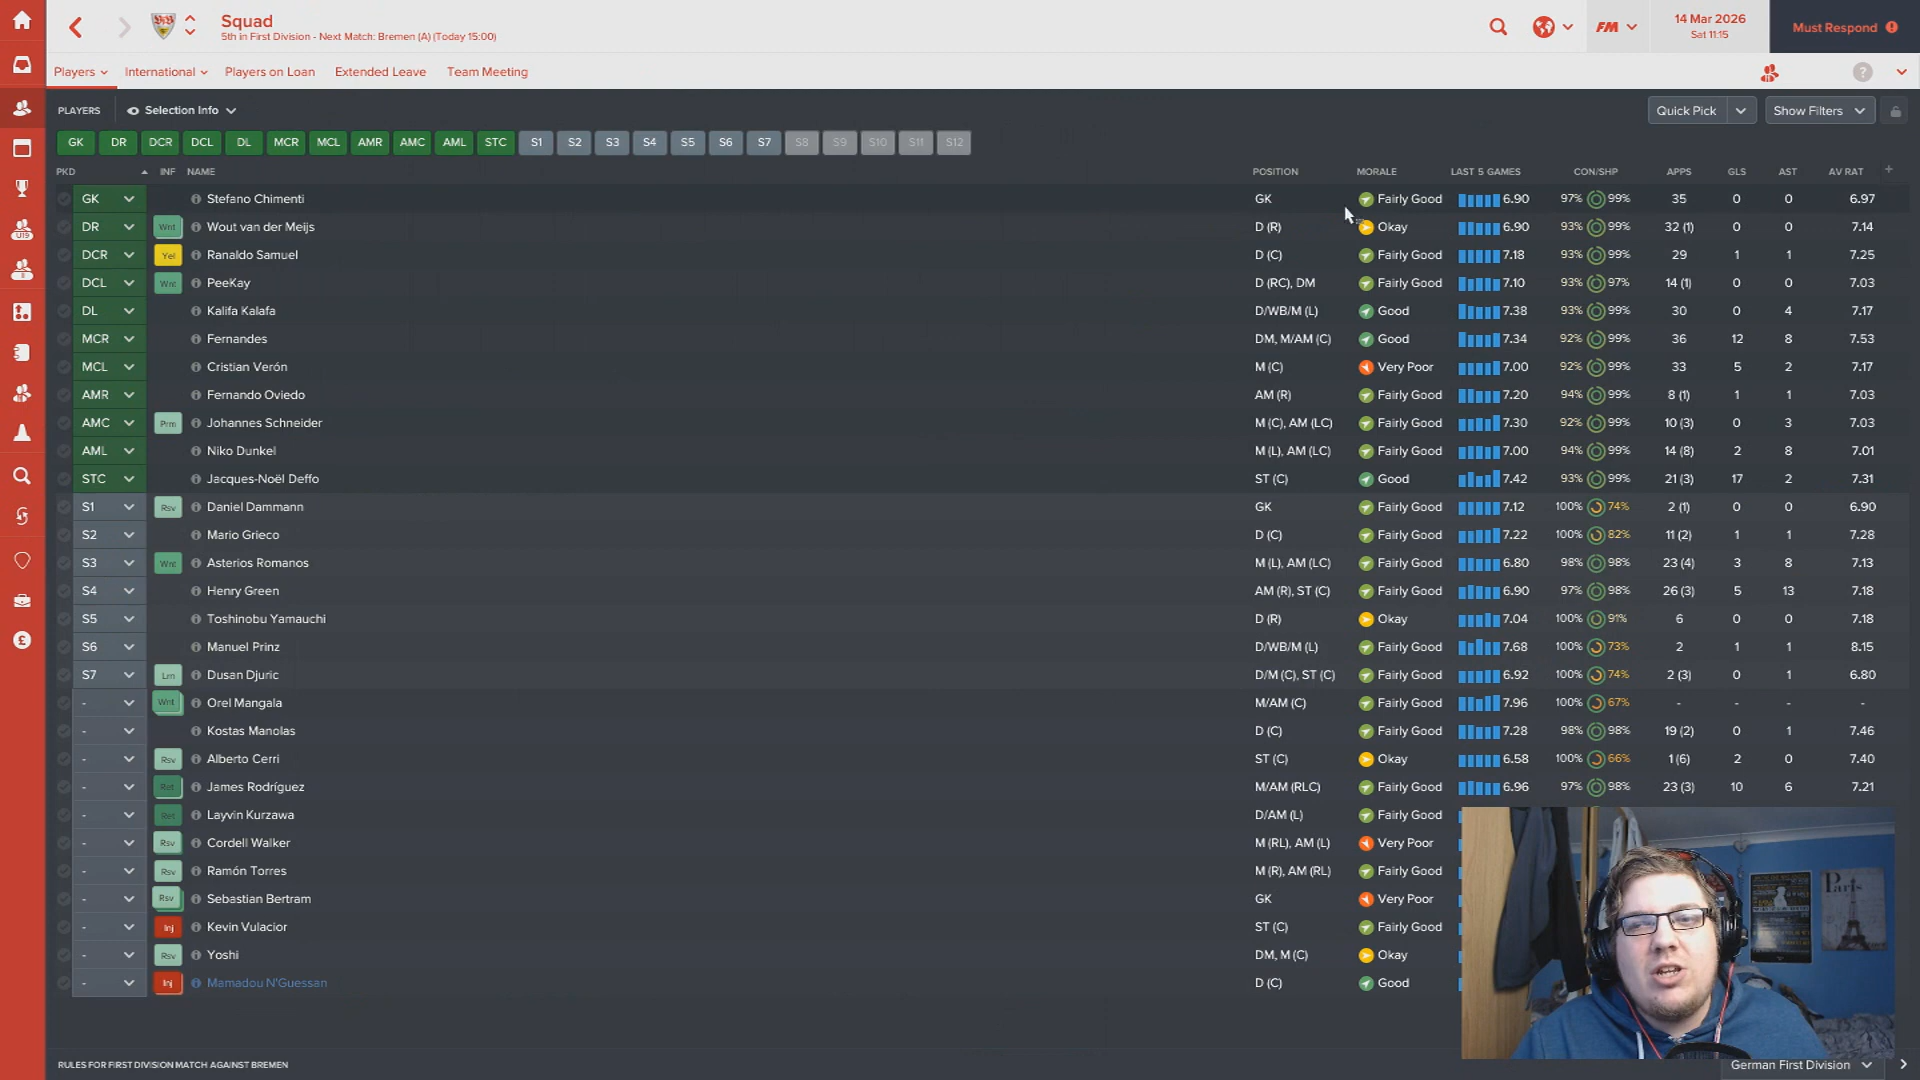 Squad
5th in First Division - Next Match: Bremen (A) (Today 15:00)
FM
14 Mar 2026
Sat 11:15
Must Respond
Players International Players on Loan Extended Leave Team Meeting
PLAYERS Selection Info Quick Pick Show Filters
GK DR DCR DCL DL MCR MCL AMR AMC AML STC S1 S2 S3 S4 S5 S6 S7 S8 S9 S10 S11 S12
PKD INF NAME POSITION MORALE LAST 5 GAMES CON/SHP APPS GLS AST AV RAT
GK Stefano Chimenti GK Fairly Good 6.90 97% 99% 35 0 0 6.97
DR Wnt Wout van der Meijs D (R) Okay 6.90 93% 99% 32 (1) 0 0 7.14
DCR Yel Ranaldo Samuel D (C) Fairly Good 7.18 93% 99% 29 1 1 7.25
DCL Wnt PeeKay D (RC), DM Fairly Good 7.10 93% 97% 14 (1) 0 0 7.03
DL Kalifa Kalafa D/WB/M (L) Good 7.38 93% 99% 30 0 4 7.17
MCR Fernandes DM, M/AM (C) Good 7.34 92% 99% 36 12 8 7.53
MCL Cristian Verón M (C) Very Poor 7.00 92% 99% 33 5 2 7.17
AMR Fernando Oviedo AM (R) Fairly Good 7.20 94% 99% 8 (1) 1 1 7.03
AMC Prm Johannes Schneider M (C), AM (LC) Fairly Good 7.30 92% 99% 10 (3) 0 3 7.03
AML Niko Dunkel M (L), AM (LC) Fairly Good 7.00 94% 99% 14 (8) 2 8 7.01
STC Jacques-Noël Deffo ST (C) Good 7.42 93% 99% 21 (3) 17 2 7.31
S1 Rsv Daniel Dammann GK Fairly Good 7.12 100% 74% 2 (1) 0 0 6.90
S2 Mario Grieco D (C) Fairly Good 7.22 100% 82% 11 (2) 1 1 7.28
S3 Wnt Asterios Romanos M (L), AM (LC) Fairly Good 6.80 98% 98% 23 (4) 3 8 7.13
S4 Henry Green AM (R), ST (C) Fairly Good 6.90 97% 98% 26 (3) 5 13 7.18
S5 Toshinobu Yamauchi D (R) Okay 7.04 100% 91% 6 0 0 7.18
S6 Manuel Prinz D/WB/M (L) Fairly Good 7.68 100% 73% 2 1 1 8.15
S7 Lrn Dusan Djuric D/M (C), ST (C) Fairly Good 6.92 100% 74% 2 (3) 0 1 6.80
- Wnt Orel Mangala M/AM (C) Fairly Good 7.96 100% 67% - - - -
- Kostas Manolas D (C) Fairly Good 7.28 98% 98% 19 (2) 0 1 7.46
- Rsv Alberto Cerri ST (C) Okay 6.58 100% 66% 1 (6) 2 0 7.40
- Ret James Rodríguez M/AM (RLC) Fairly Good 6.96 97% 98% 23 (3) 10 6 7.21
- Ret Layvin Kurzawa D/AM (L) Fairly Good
- Rsv Cordell Walker M (RL), AM (L) Very Poor
- Rsv Ramón Torres M (R), AM (RL) Fairly Good
- Rsv Sebastian Bertram GK Very Poor
- Inj Kevin Vulacior ST (C) Fairly Good
- Rsv Yoshi DM, M (C) Okay
- Inj Mamadou N'Guessan D (C) Good
Paris
RULES FOR FIRST DIVISION MATCH AGAINST BREMEN German First Division